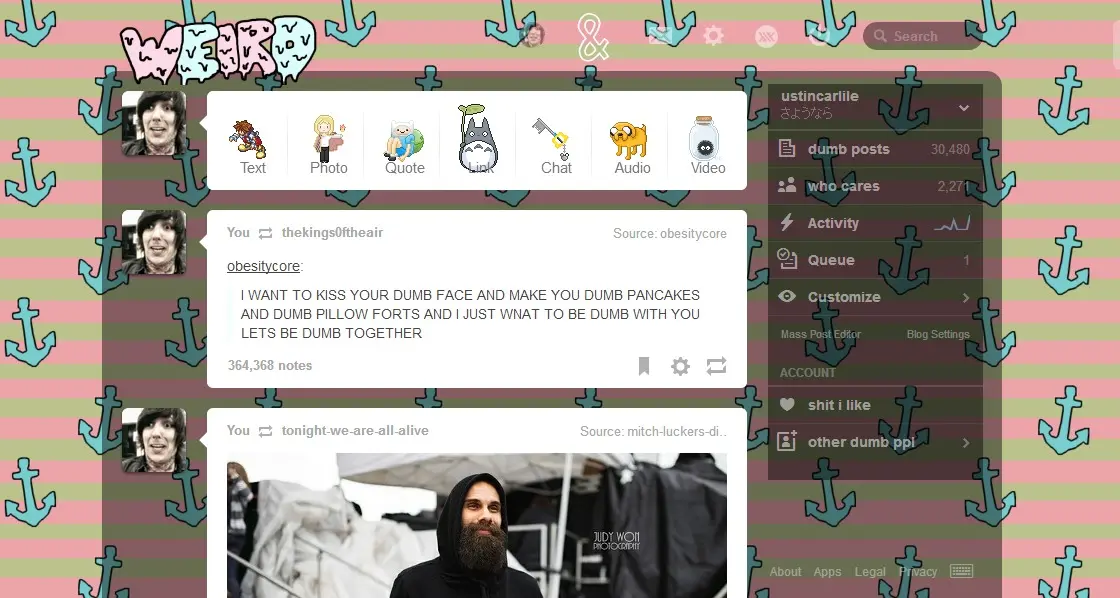 WEIRD
&
Search
Text
Photo
Quote
Link
Chat
Audio
Video
You thekings0ftheair
Source: obesitycore
obesitycore:
I WANT TO KISS YOUR DUMB FACE AND MAKE YOU DUMB PANCAKES
AND DUMB PILLOW FORTS AND I JUST WNAT TO BE DUMB WITH YOU
LETS BE DUMB TOGETHER
364,368 notes
You tonight-we-are-all-alive
Source: mitch-luckers-di..
JUDY WON
PHOTOGRAPHY
ustincarlile
さようなら
dumb posts 30,480
who cares 2,271
Activity
Queue 1
Customize
Mass Post Editor Blog Settings
ACCOUNT
shit i like
other dumb ppl
About Apps Legal Privacy